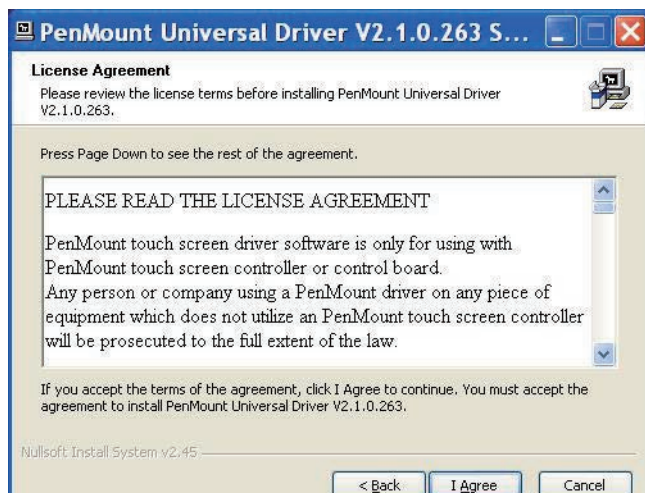 PenMount Universal Driver V2.1.0.263 S...
License Agreement
Please review the license terms before installing PenMount Universal Driver
V2.1.0.263.
Press Page Down to see the rest of the agreement.
PLEASE READ THE LICENSE AGREEMENT
PenMount touch screen driver software is only for using with
PenMount touch screen controller or control board.
Any person or company using a PenMount driver on any piece of
equipment which does not utilize an PenMount touch screen controller
will be prosecuted to the full extent of the law.
If you accept the terms of the agreement, click I Agree to continue. You must accept the
agreement to install PenMount Universal Driver V2.1.0.263.
Nullsoft Install System v2.45
< Back I Agree Cancel